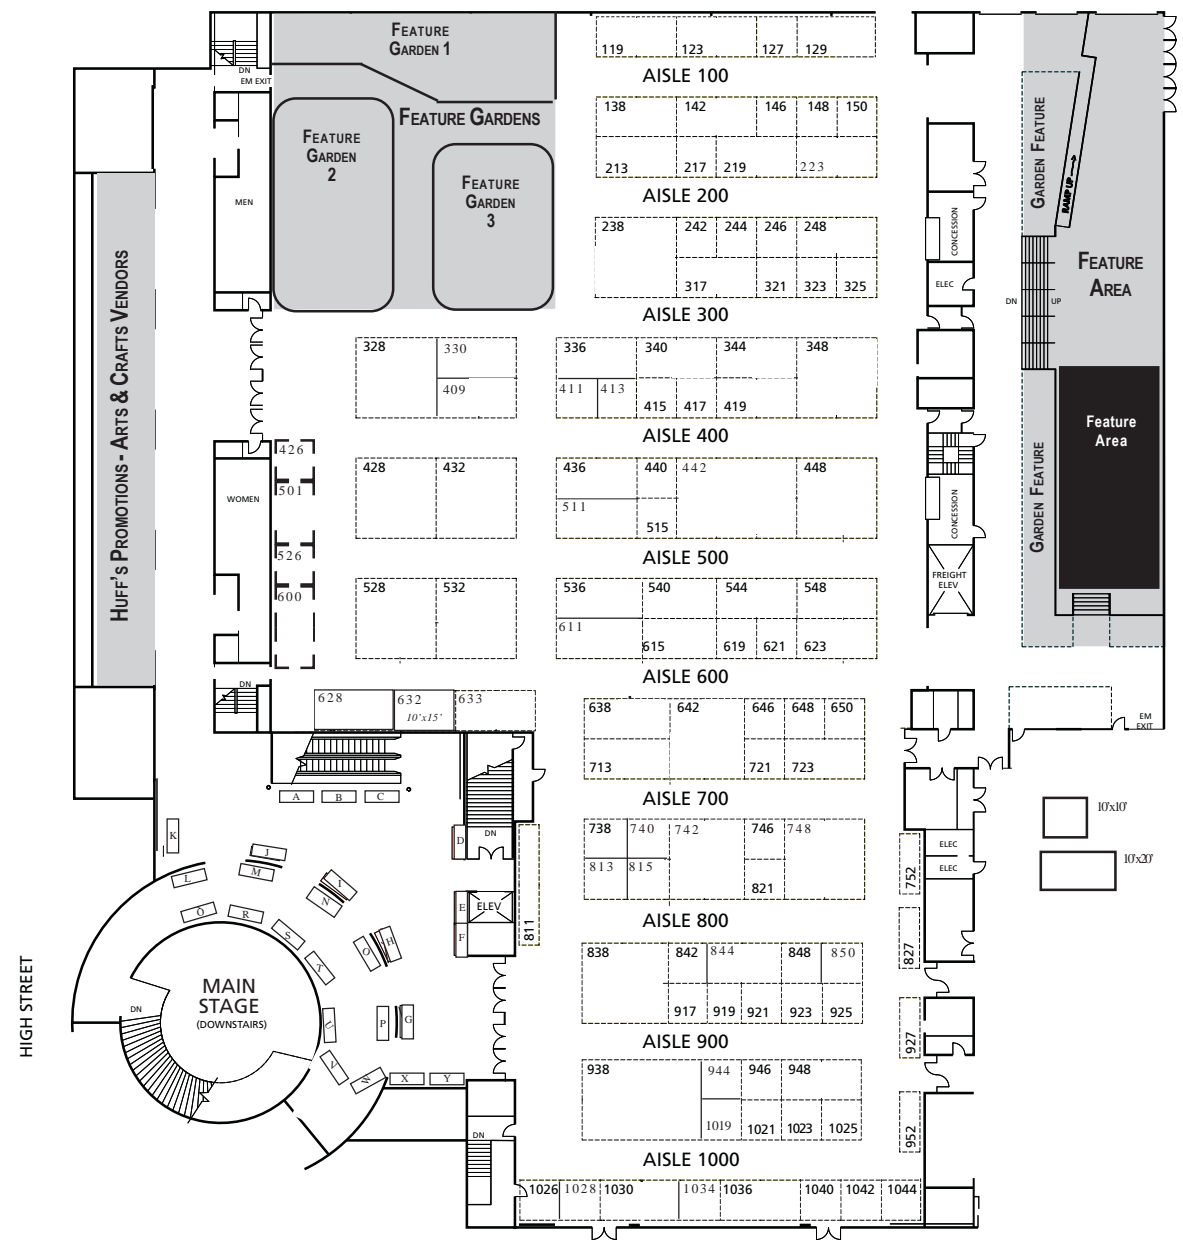 FEATURE
GARDEN 1
119 123 127 129
DN
EM EXIT
AISLE 100
138 142 146 148 150
FEATURE GARDENS
FEATURE
GARDEN
2
FEATURE
GARDEN
3
213 217 219 223
GARDEN FEATURE
RAMP UP
MEN
AISLE 200
238 242 244 246 248
CONCESSION
FEATURE
AREA
317 321 323 325
ELEC
DN UP
AISLE 300
HUFF'S PROMOTIONS - ARTS & CRAFTS VENDORS
328 330 336 340 344 348
409 411 413
415 417 419
Feature
Area
AISLE 400
426
428 432 436 440 442 448
501
WOMEN
511
515
CONCESSION
GARDEN FEATURE
526
AISLE 500
FREIGHT
ELEV
528 532 536 540 544 548
600
611
615 619 621 623
AISLE 600
DN
628 632 633
10'x15'
638 642 646 648 650
EM
EXIT
713 721 723
A B C
AISLE 700
10'x10'
K
D
DN
738 740 742 746 748
ELEC
J
M
813 815
821
ELEC
752
10'x20'
L
I
N
E
ELEV
F
811
AISLE 800
Q R S T
O H
827
838 842 844 848 850
HIGH STREET
MAIN
STAGE
(DOWNSTAIRS)
DN
U
P G
917 919 921 923 925
927
AISLE 900
V
W
X Y
938 944 946 948
1019 1021 1023 1025
952
DN
AISLE 1000
1026 1028 1030 1034 1036 1040 1042 1044